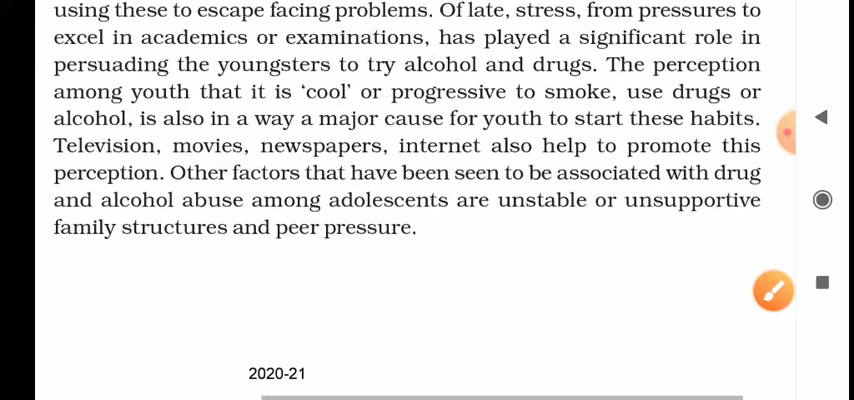 using these to escape facing problems. Of late, stress, from pressures to
excel in academics or examinations, has played a significant role in
persuading the youngsters to try alcohol and drugs. The perception
among youth that it is ‘cool’ or progressive to smoke, use drugs or
alcohol, is also in a way a major cause for youth to start these habits.
Television, movies, newspapers, internet also help to promote this
perception. Other factors that have been seen to be associated with drug
and alcohol abuse among adolescents are unstable or unsupportive
family structures and peer pressure.
2020-21